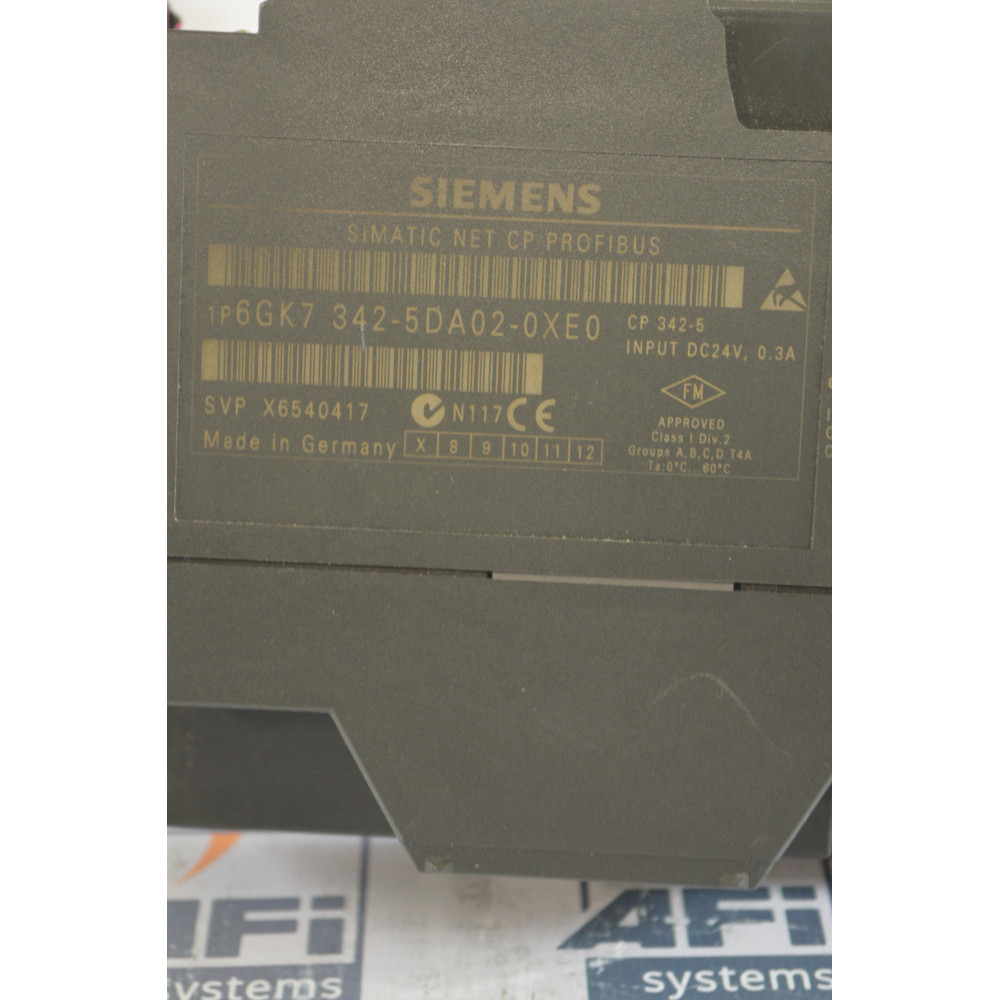 SIEMENS
SIMATIC NET CP PROFIBUS
1P6GK7 342-5DA02-0XE0
CP 342-5
INPUT DC24V, 0.3A
SVP X6540417
N117 CE
FM
APPROVED
Class I Div.2
Groups A,B,C,D T4A
Ta:0°C...60°C
Made in Germany
X 8 9 10 11 12
AFi
systems
AFi
systems